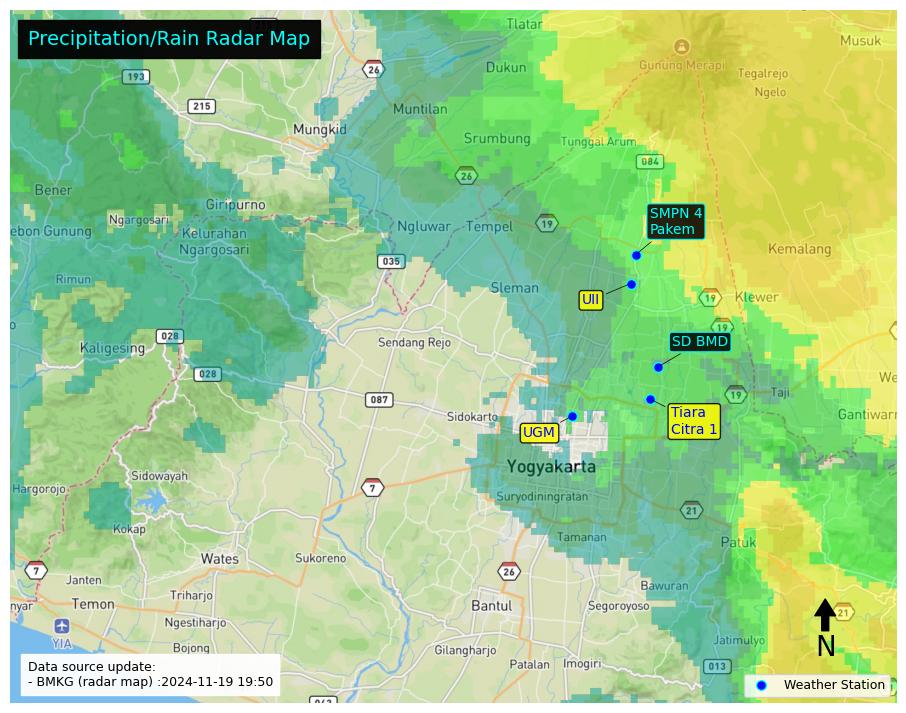 Precipitation/Rain Radar Map
Tlatar
Musuk
26
Dukun
Gunung Merapi
Tegalrejo
193
Ngelo
215
Muntilan
Mungkid
Srumbung
Tunggal Arum
084
26
Bener
Giripurno
SMPN 4
Pakem
Ngargosari
Ngluwar
Tempel
19
ebon Gunung
Kelurahan
Ngargosari
Kemalang
035
Rimun
Sleman
UII
19
Klewer
19
028
Sendang Rejo
SD BMD
Kaligesing
028
We
087
19
Taji
Sidokarto
Tiara
Citra 1
Gantiwarn
UGM
Yogyakarta
Sidowayah
Hargorojo
7
Suryodiningratan
21
Kokap
Tamanan
Patuk
Wates
Sukoreno
7
26
Janten
Bawuran
Triharjo
nyar
Temon
Bantul
Segoroyoso
21
Ngestiharjo
YIA
N
Bojong
Gilangharjo
Jatimulyo
Patalan
Imogiri
013
Data source update:
- BMKG (radar map) :2024-11-19 19:50
Weather Station